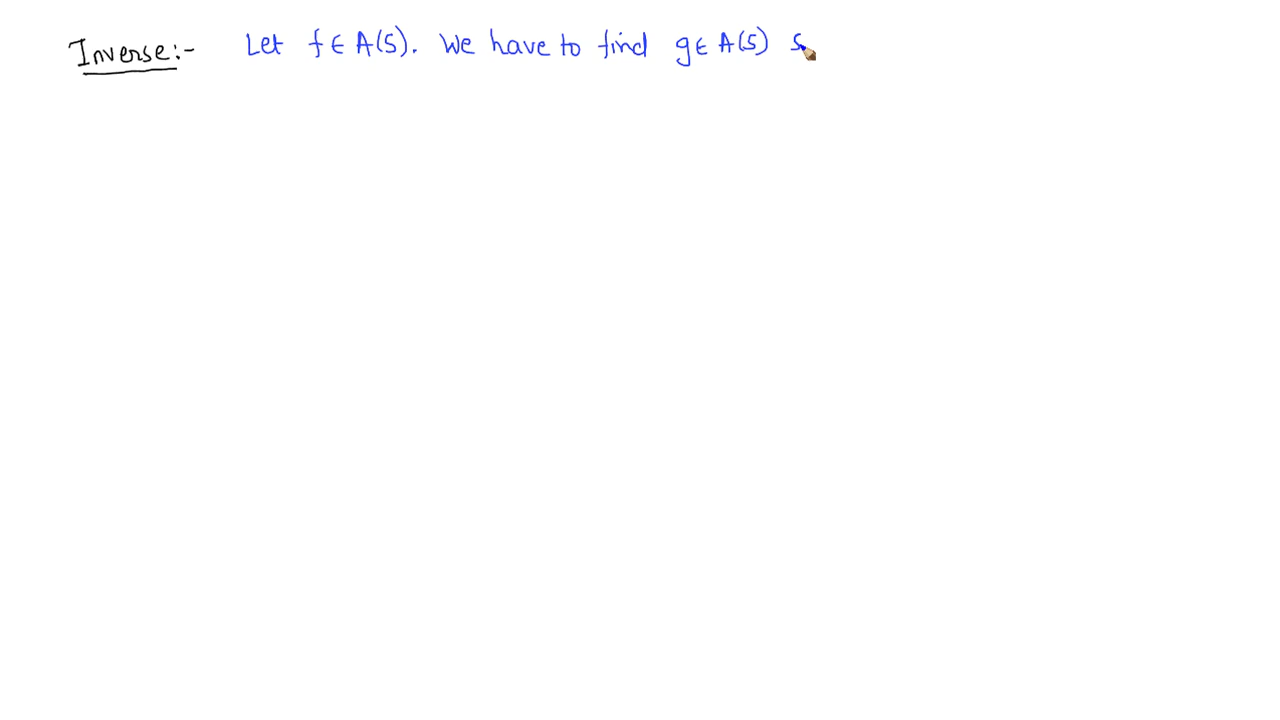 Inverse:- Let f ∈ A(S). We have to find g ∈ A(S) s